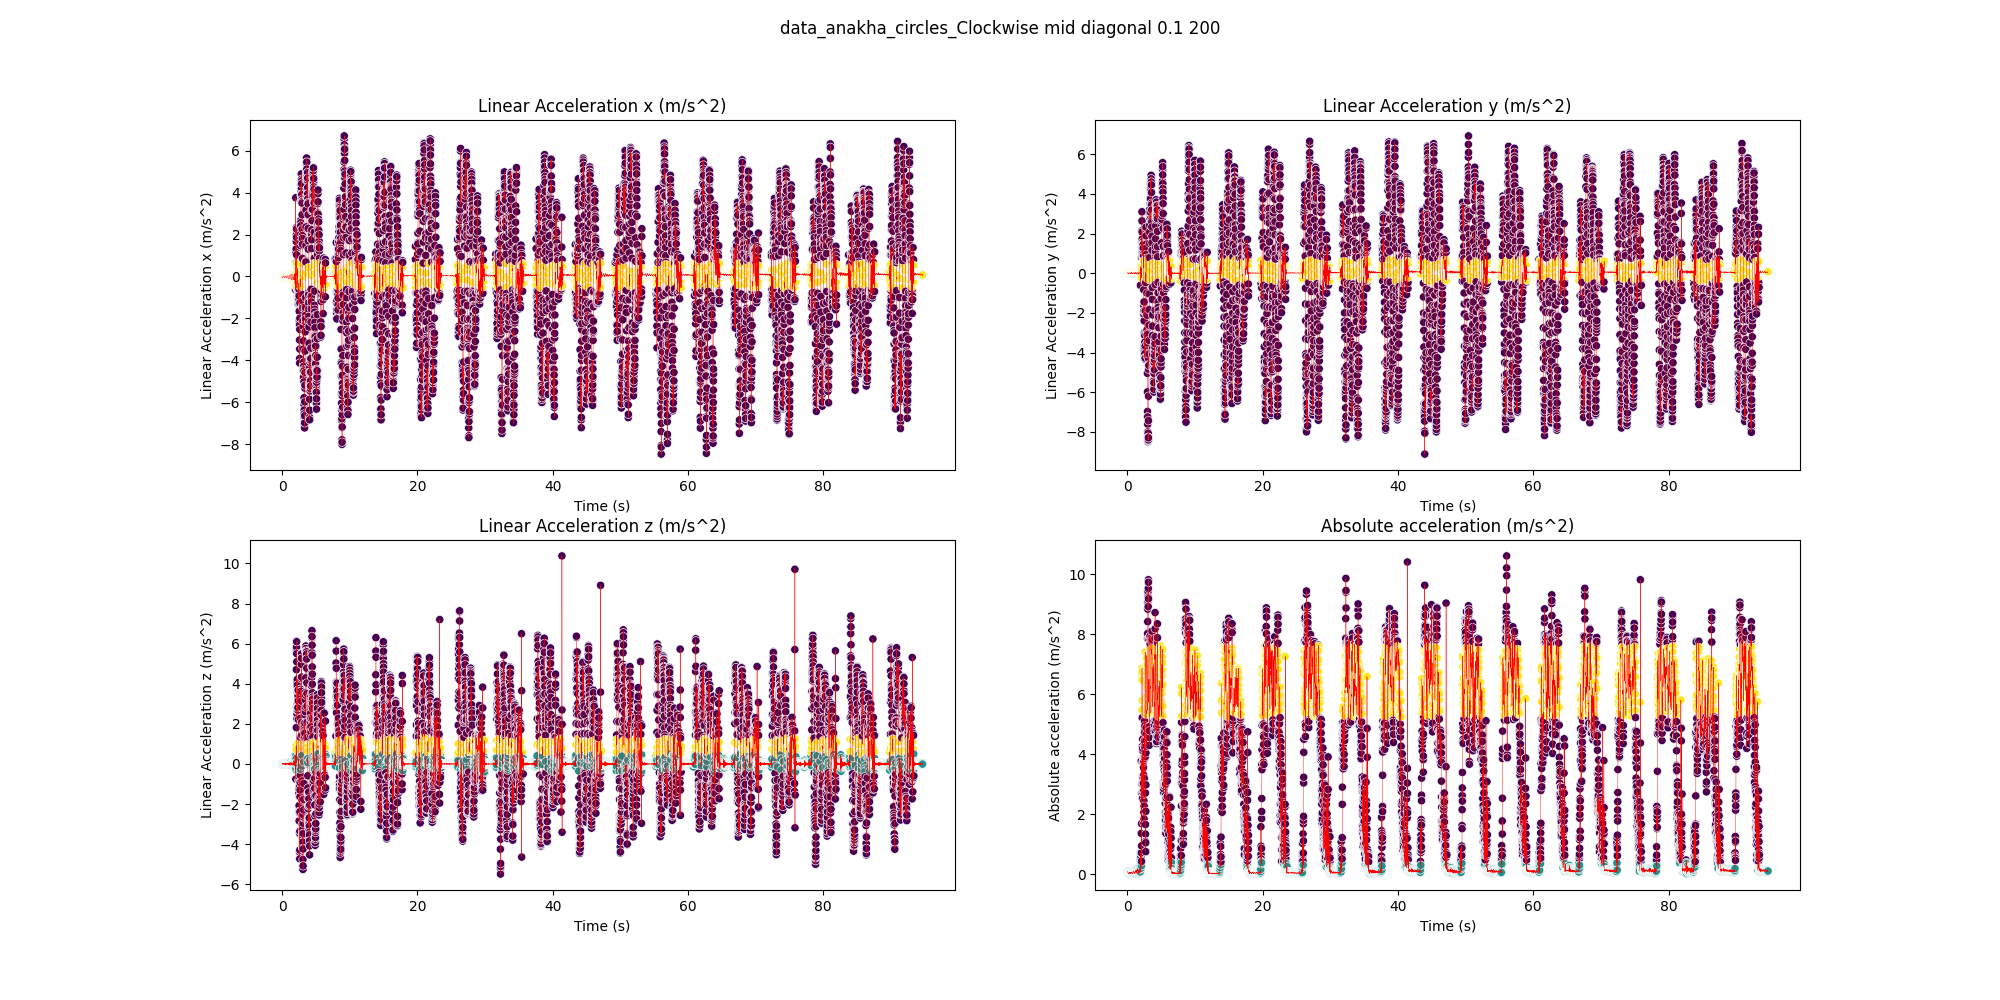 data_anakha_circles_Clockwise mid diagonal 0.1 200
Linear Acceleration x (m/s^2)
Linear Acceleration x (m/s^2)
6
4
2
0
−2
−4
−6
−8
0 20 40 60 80
Time (s)
Linear Acceleration y (m/s^2)
Linear Acceleration y (m/s^2)
6
4
2
0
−2
−4
−6
−8
0 20 40 60 80
Time (s)
Linear Acceleration z (m/s^2)
Linear Acceleration z (m/s^2)
10
8
6
4
2
0
−2
−4
−6
0 20 40 60 80
Time (s)
Absolute acceleration (m/s^2)
Absolute acceleration (m/s^2)
10
8
6
4
2
0
0 20 40 60 80
Time (s)